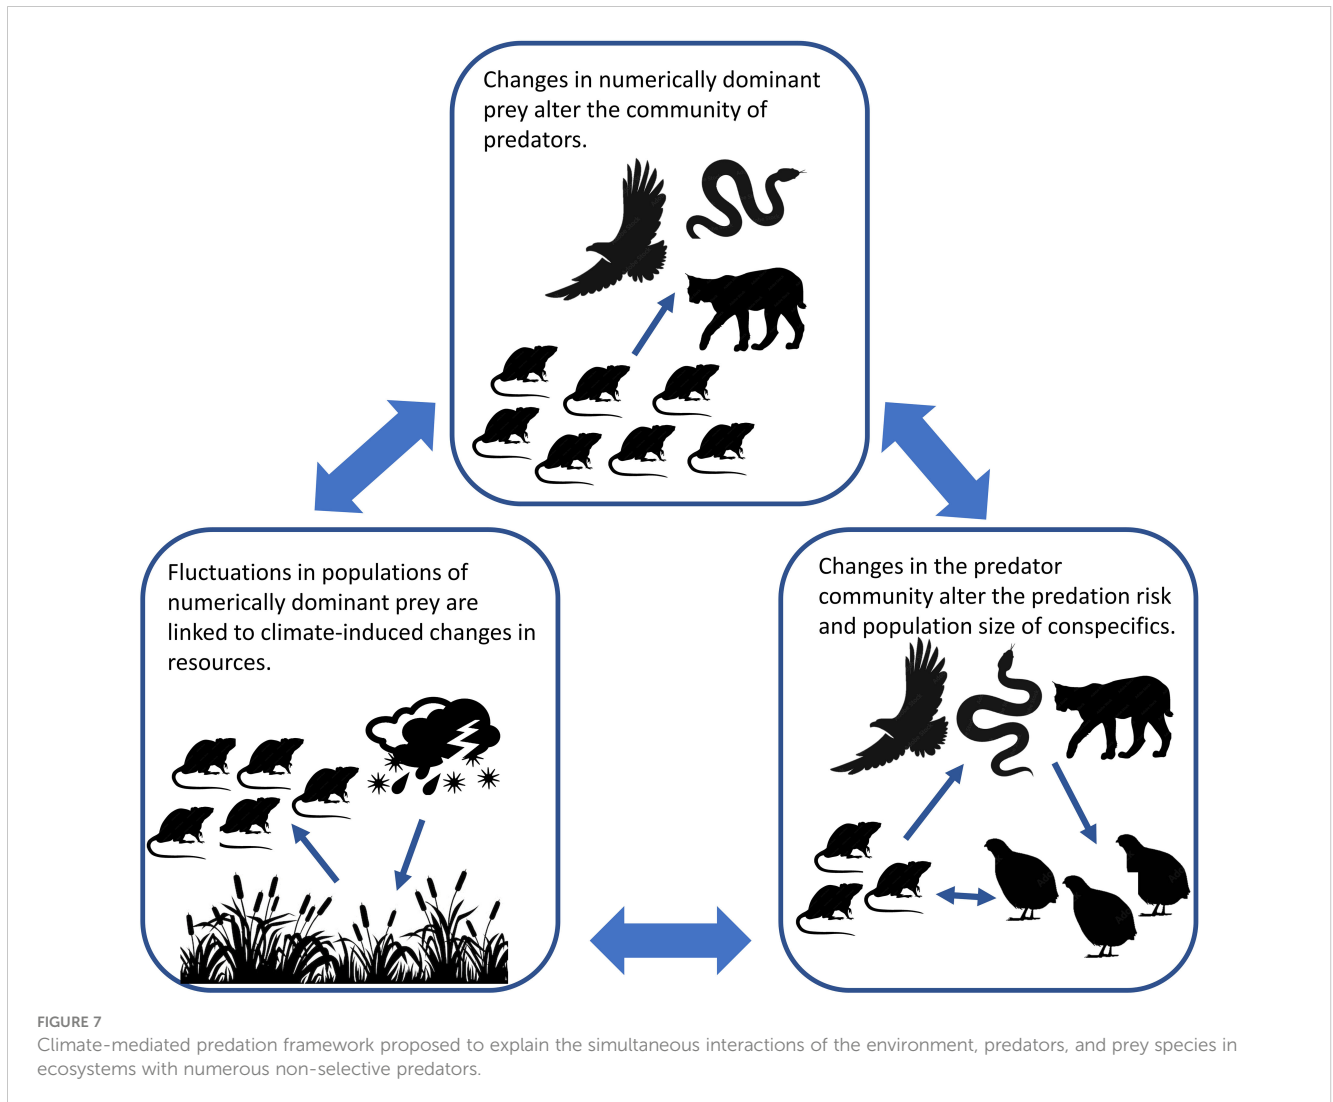 Changes in numerically dominant
prey alter the community of
predators.
Fluctuations in populations of
numerically dominant prey are
linked to climate-induced changes in
resources.
Changes in the predator
community alter the predation risk
and population size of conspecifics.
FIGURE 7
Climate-mediated predation framework proposed to explain the simultaneous interactions of the environment, predators, and prey species in
ecosystems with numerous non-selective predators.